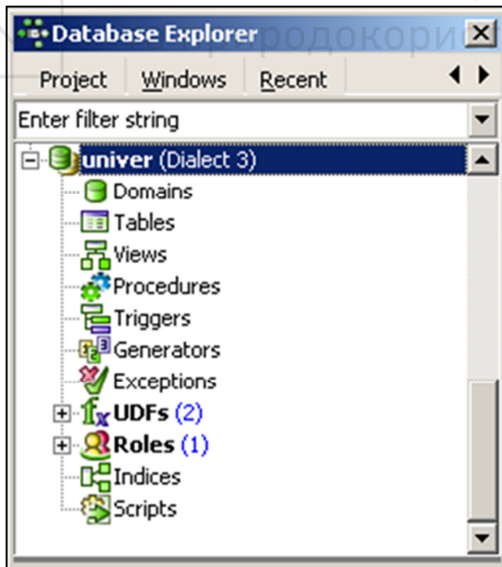 Database Explorer
Project Windows Recent
Enter filter string
univer (Dialect 3)
Domains
Tables
Views
Procedures
Triggers
Generators
Exceptions
UDFs (2)
Roles (1)
Indices
Scripts